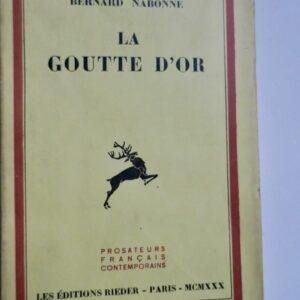 BERNARD NABONNE
LA
GOUTTE D'OR
PROSATEURS
FRANÇAIS
CONTEMPORAINS
LES ÉDITIONS RIEDER – PARIS – MCMXXX